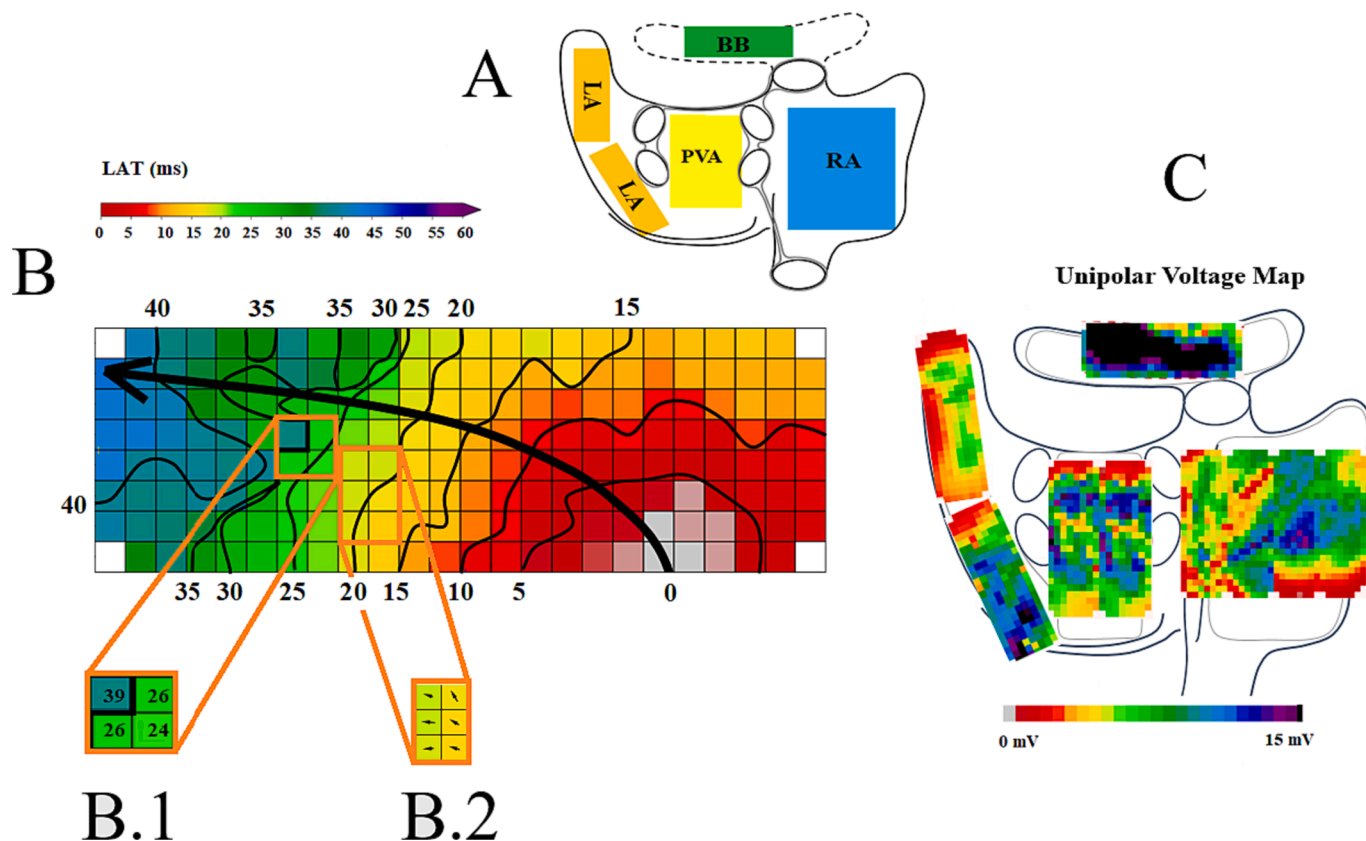 A
BB
LA
LA
PVA
RA
LAT (ms)
0 5 10 15 20 25 30 35 40 45 50 55 60
B
40 35 35 30 25 20 15
40
35 30 25 20 15 10 5 0
39 26
26 24
B.1
B.2
C
Unipolar Voltage Map
0 mV 15 mV